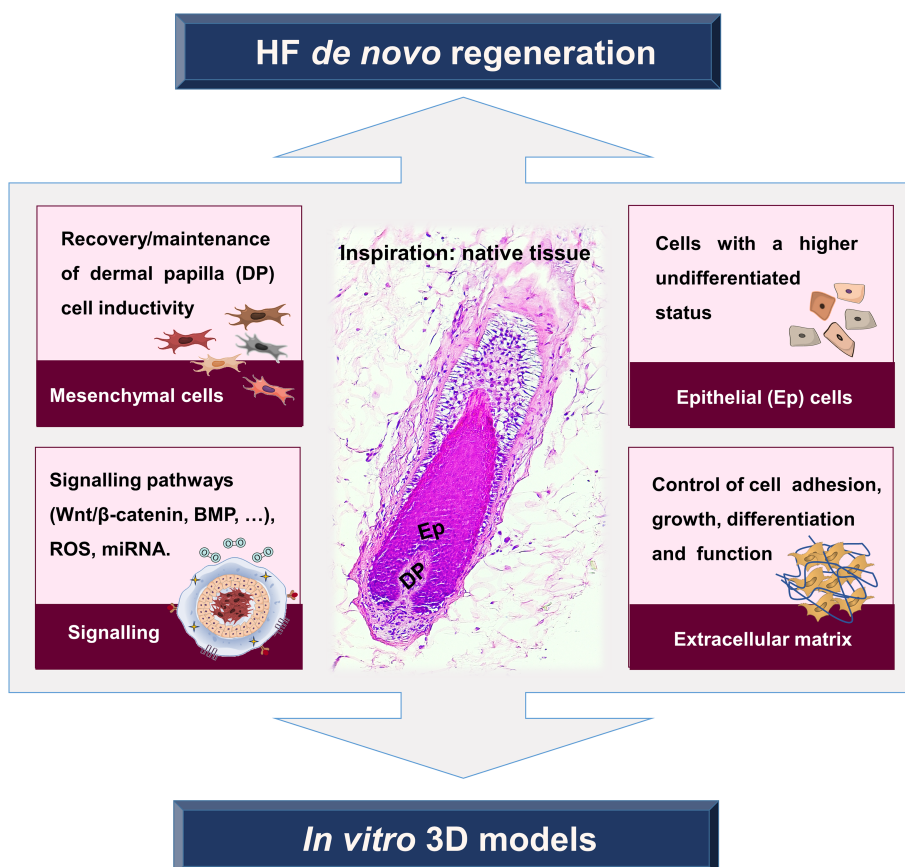 HF de novo regeneration
Recovery/maintenance
of dermal papilla (DP)
cell inductivity
Mesenchymal cells
Inspiration: native tissue
Ep
DP
Cells with a higher
undifferentiated
status
Epithelial (Ep) cells
Signalling pathways
(Wnt/β-catenin, BMP, …),
ROS, miRNA.
Signalling
Control of cell adhesion,
growth, differentiation
and function
Extracellular matrix
In vitro 3D models